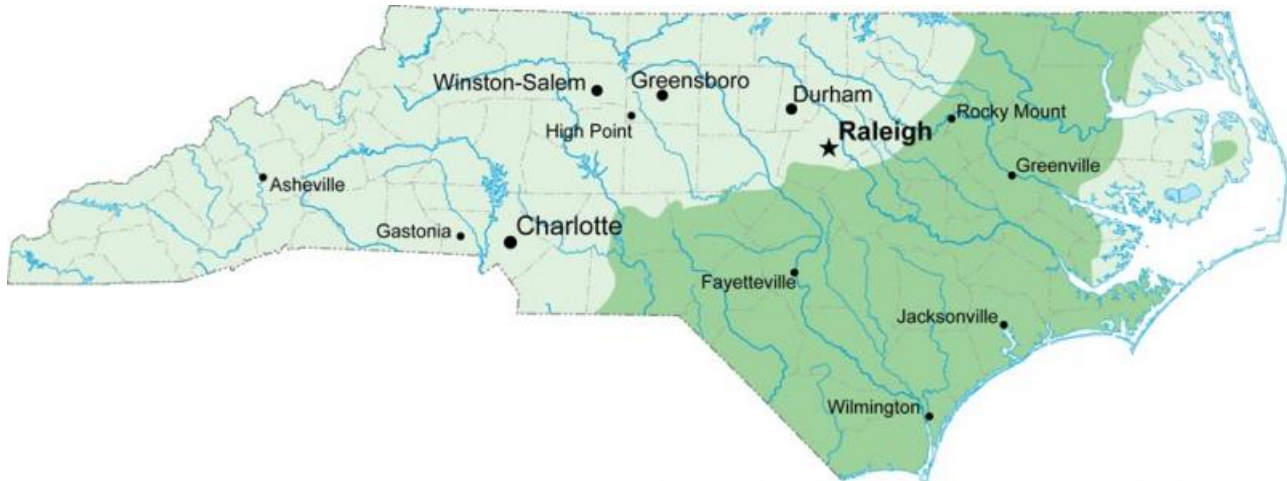 Winston-Salem
Greensboro
Durham
High Point
Rocky Mount
Raleigh
Greenville
Asheville
Gastonia
Charlotte
Fayetteville
Jacksonville
Wilmington